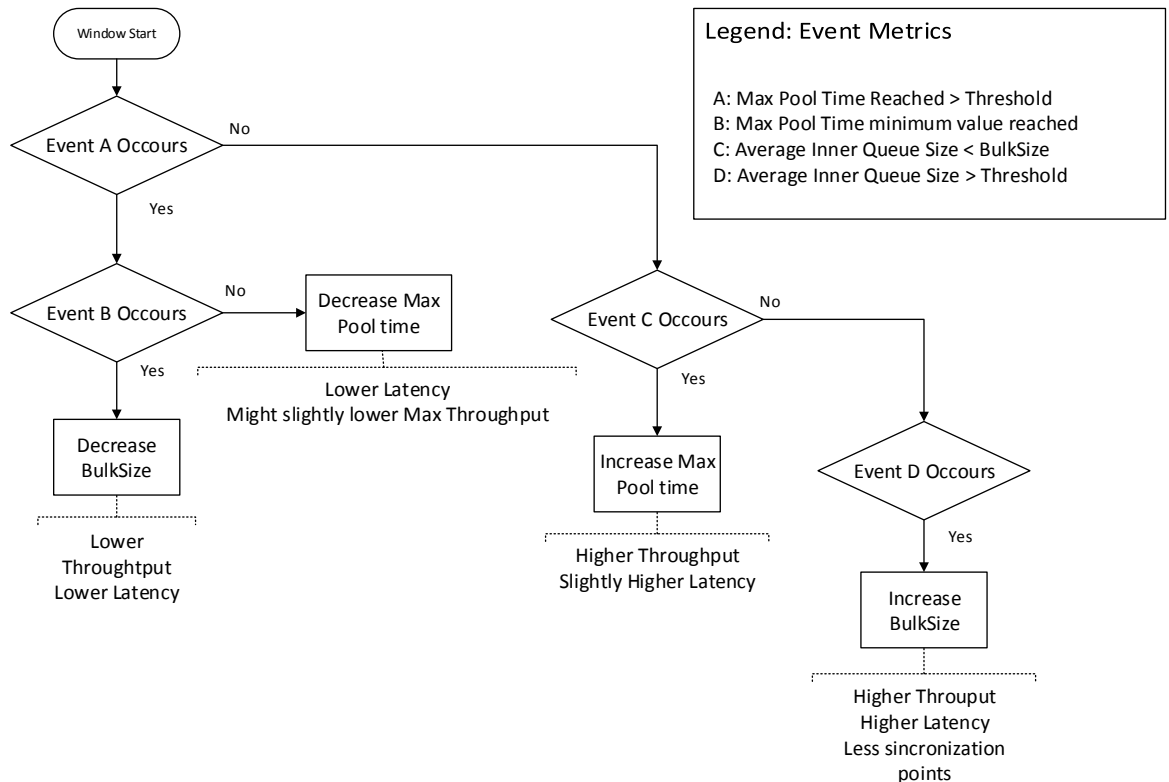 Window Start
Legend: Event Metrics
A: Max Pool Time Reached > Threshold
B: Max Pool Time minimum value reached
C: Average Inner Queue Size < BulkSize
D: Average Inner Queue Size > Threshold
Event A Occours
No
Yes
Event B Occours
No
Decrease Max
Pool time
Yes
Lower Latency
Might slightly lower Max Throughput
Decrease
BulkSize
Lower
Throughtput
Lower Latency
Event C Occours
No
Yes
Increase Max
Pool time
Higher Throughput
Slightly Higher Latency
Event D Occours
Yes
Increase
BulkSize
Higher Throuput
Higher Latency
Less sincronization
points